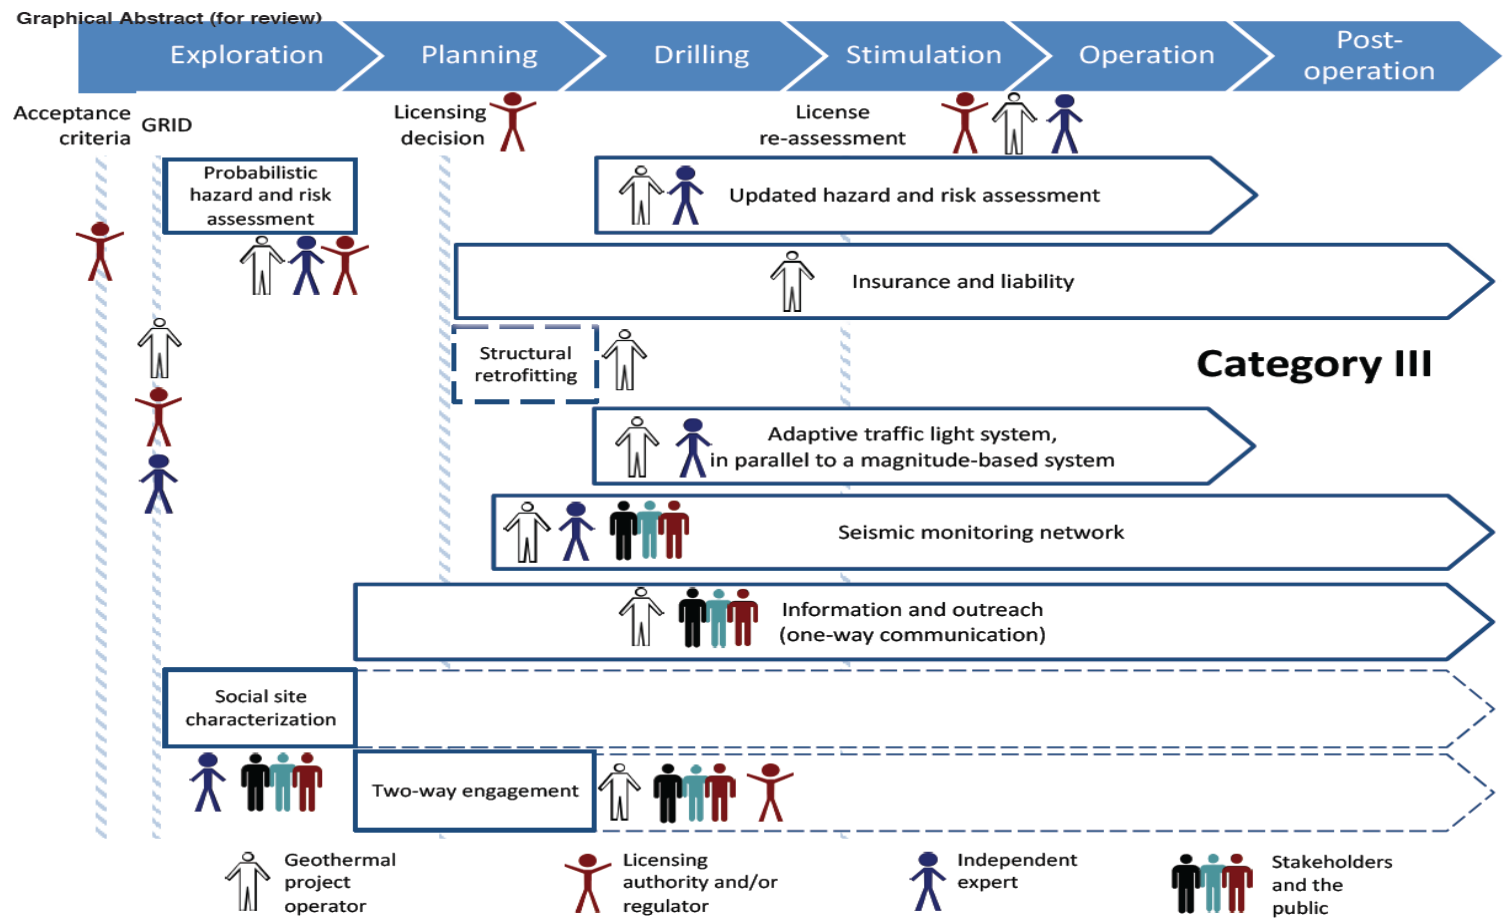 Graphical Abstract (for review)
Exploration
Planning
Drilling
Stimulation
Operation
Post-
operation
Acceptance
criteria
GRID
Licensing
decision
License
re-assessment
Probabilistic
hazard and risk
assessment
Updated hazard and risk assessment
Insurance and liability
Structural
retrofitting
Category III
Adaptive traffic light system,
in parallel to a magnitude-based system
Seismic monitoring network
Information and outreach
(one-way communication)
Social site
characterization
Two-way engagement
Geothermal
project
operator
Licensing
authority and/or
regulator
Independent
expert
Stakeholders
and the
public